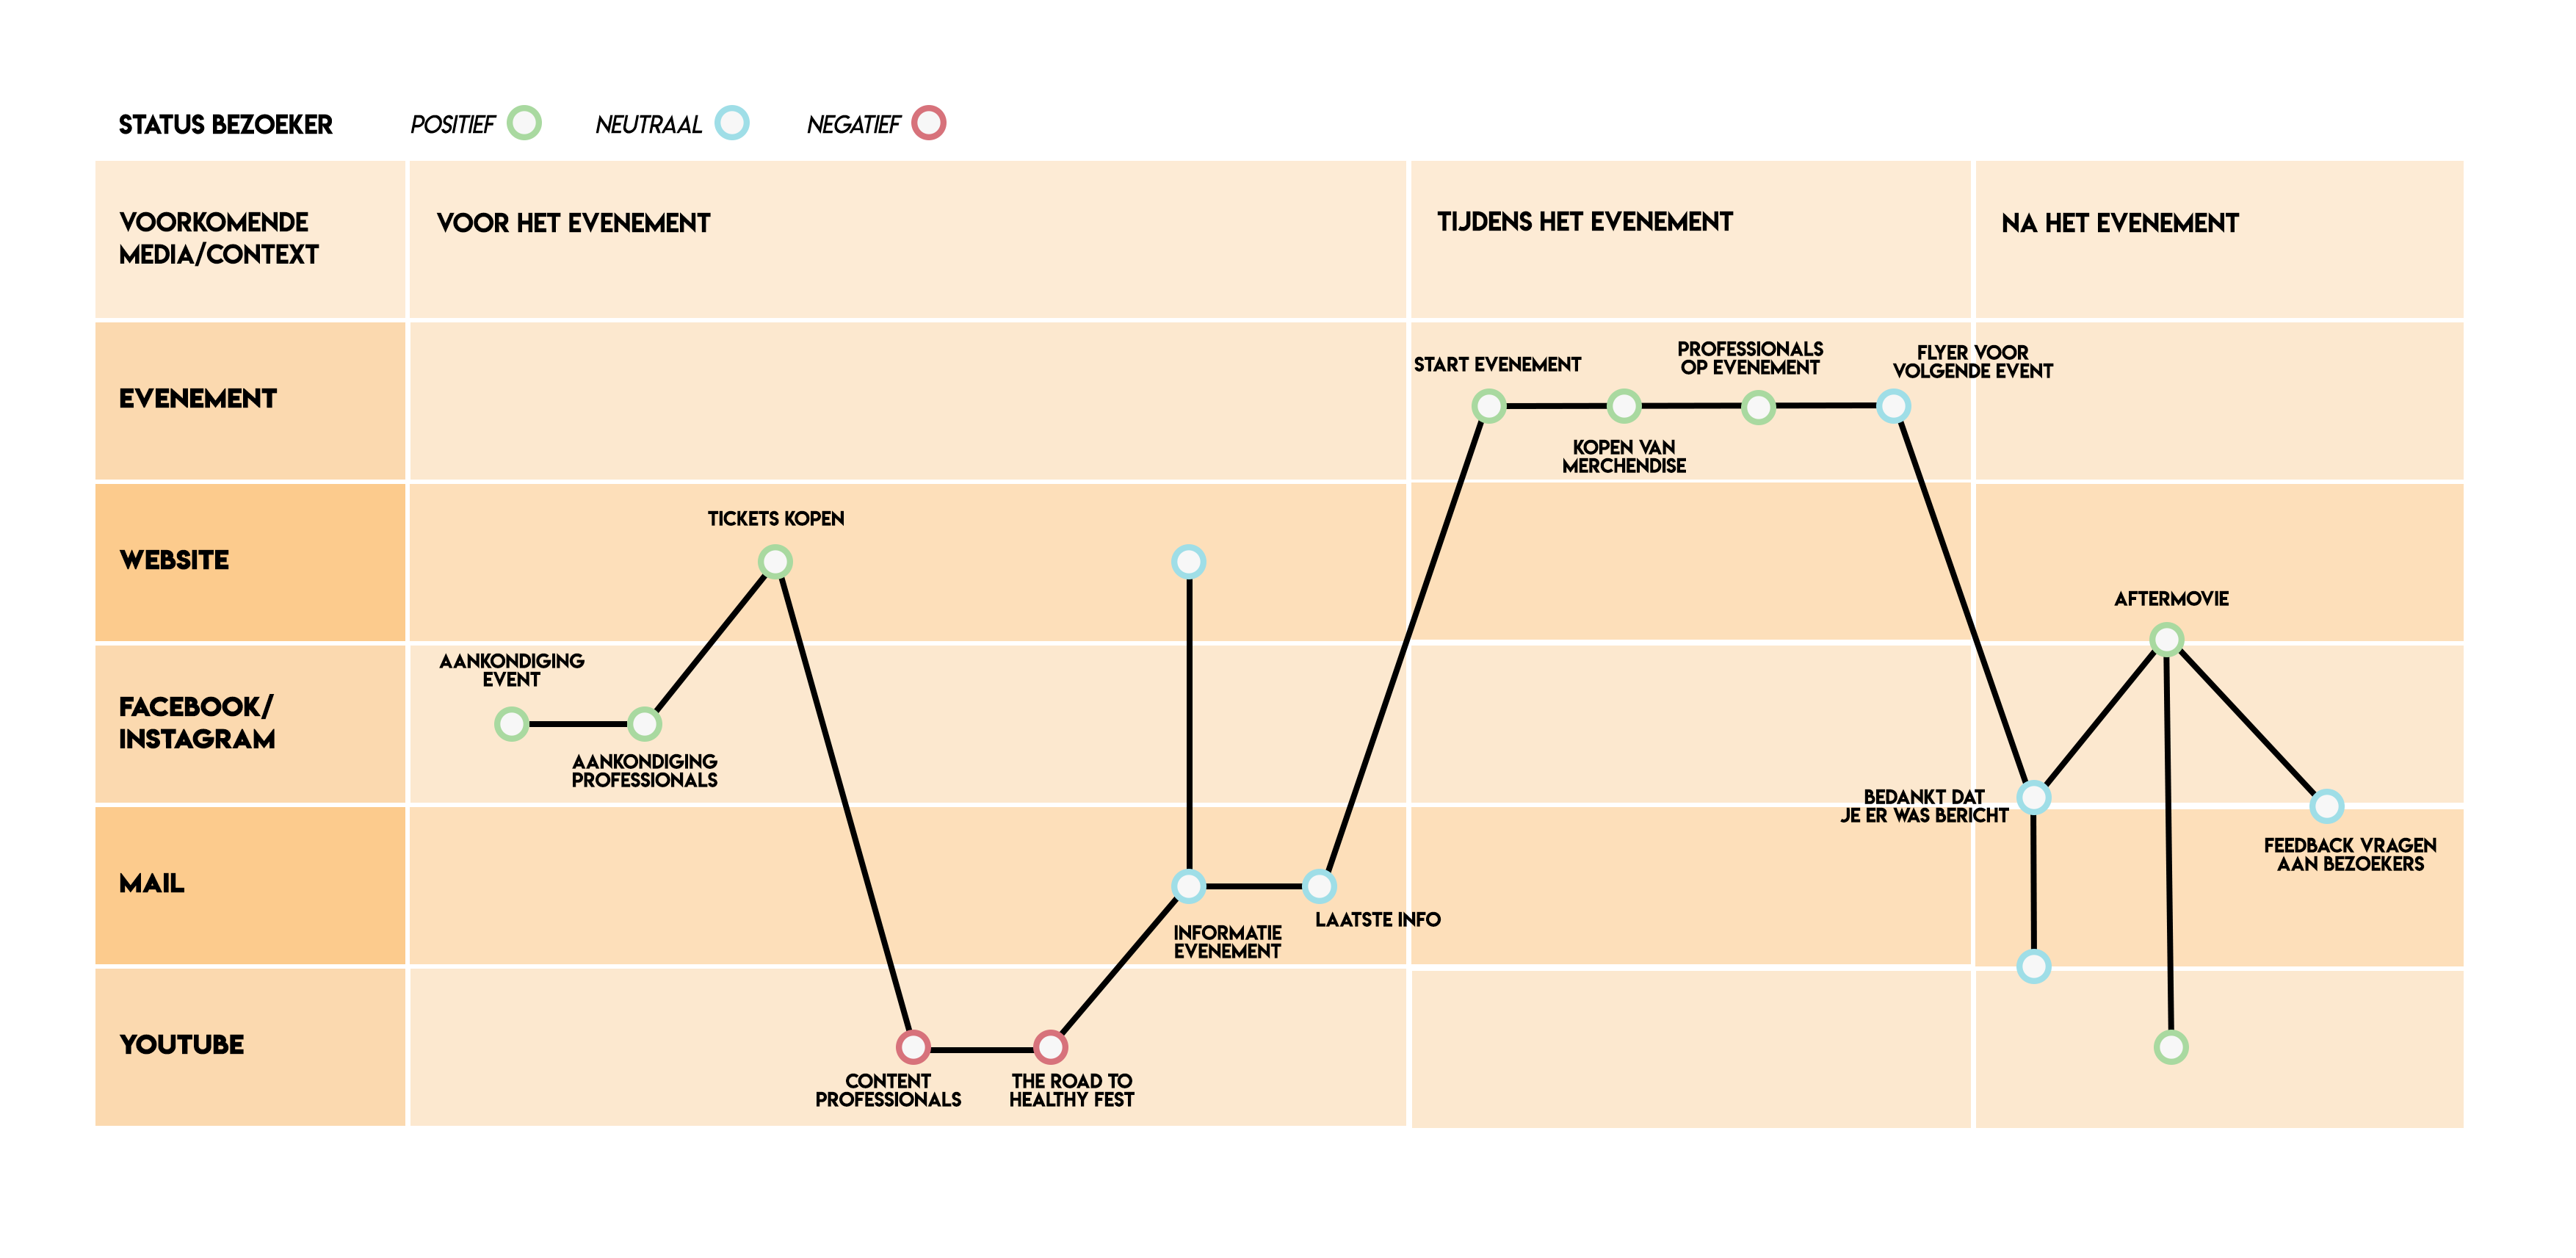 STATUS BEZOEKER
POSITIEF
NEUTRAAL
NEGATIEF
VOORKOMENDE
MEDIA/CONTEXT
VOOR HET EVENEMENT
TIJDENS HET EVENEMENT
NA HET EVENEMENT
EVENEMENT
START EVENEMENT
KOPEN VAN
MERCHENDISE
PROFESSIONALS
OP EVENEMENT
FLYER VOOR
VOLGENDE EVENT
WEBSITE
TICKETS KOPEN
AFTERMOVIE
FACEBOOK/
INSTAGRAM
AANKONDIGING
EVENT
AANKONDIGING
PROFESSIONALS
BEDANKT DAT
JE ER WAS BERICHT
MAIL
INFORMATIE
EVENEMENT
LAATSTE INFO
FEEDBACK VRAGEN
AAN BEZOEKERS
YOUTUBE
CONTENT
PROFESSIONALS
THE ROAD TO
HEALTHY FEST